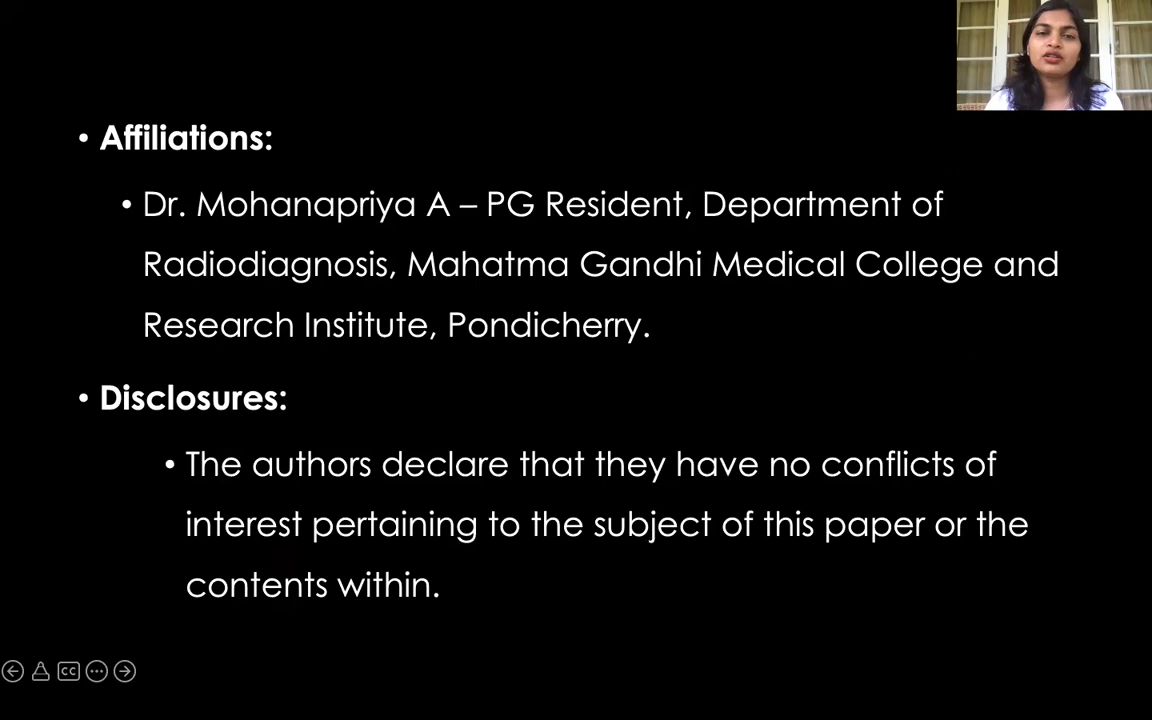 • Affiliations:
• Dr. Mohanapriya A – PG Resident, Department of
Radiodiagnosis, Mahatma Gandhi Medical College and
Research Institute, Pondicherry.
• Disclosures:
• The authors declare that they have no conflicts of
interest pertaining to the subject of this paper or the
contents within.
CC